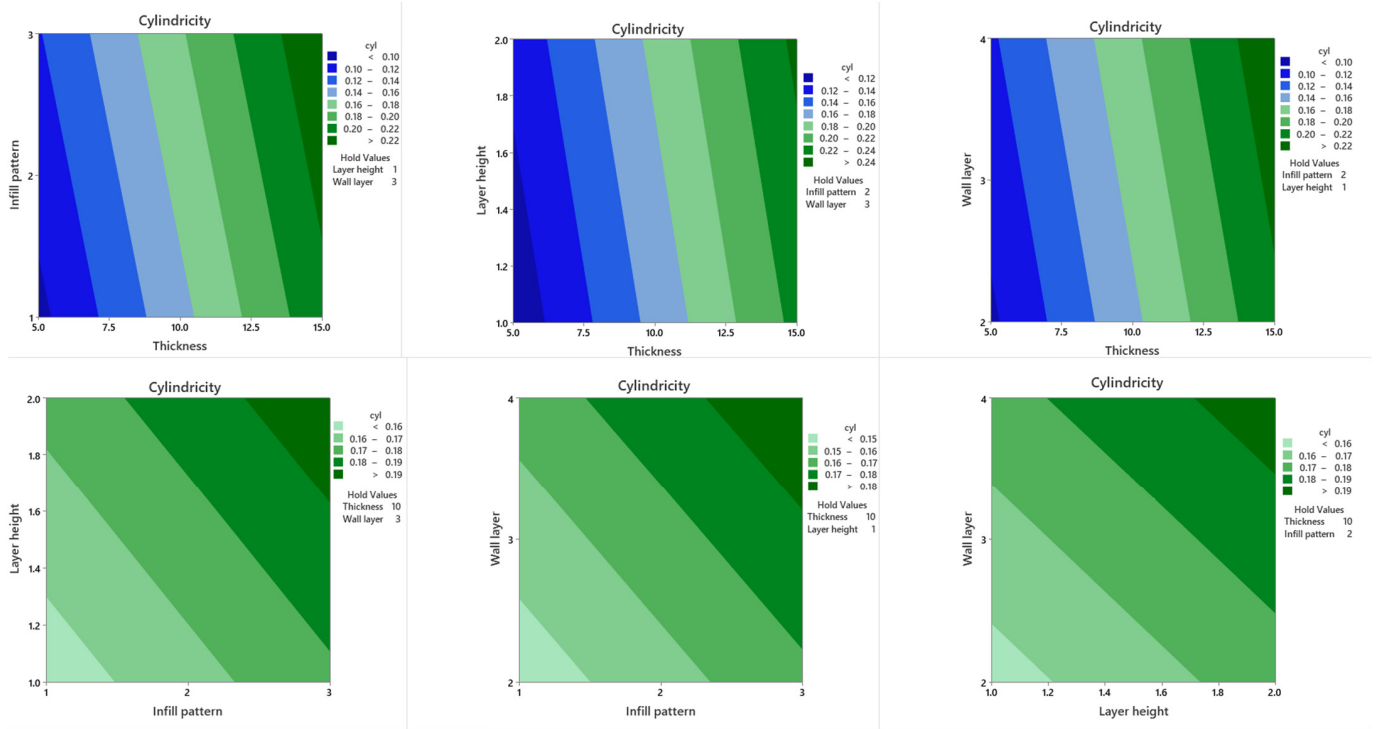 Cylindricity
3
2
1
Infill pattern
5.0 7.5 10.0 12.5 15.0
Thickness
cyl
< 0.10
0.10 – 0.12
0.12 – 0.14
0.14 – 0.16
0.16 – 0.18
0.18 – 0.20
0.20 – 0.22
> 0.22
Hold Values
Layer height 1
Wall layer 3
Cylindricity
2.0
1.8
1.6
1.4
1.2
1.0
Layer height
5.0 7.5 10.0 12.5 15.0
Thickness
cyl
< 0.12
0.12 – 0.14
0.14 – 0.16
0.16 – 0.18
0.18 – 0.20
0.20 – 0.22
0.22 – 0.24
> 0.24
Hold Values
Infill pattern 2
Wall layer 3
Cylindricity
4
3
2
Wall layer
5.0 7.5 10.0 12.5 15.0
Thickness
cyl
< 0.10
0.10 – 0.12
0.12 – 0.14
0.14 – 0.16
0.16 – 0.18
0.18 – 0.20
0.20 – 0.22
> 0.22
Hold Values
Infill pattern 2
Layer height 1
Cylindricity
2.0
1.8
1.6
1.4
1.2
1.0
Layer height
1 2 3
Infill pattern
cyl
< 0.16
0.16 – 0.17
0.17 – 0.18
0.18 – 0.19
> 0.19
Hold Values
Thickness 10
Wall layer 3
Cylindricity
4
3
2
Wall layer
1 2 3
Infill pattern
cyl
< 0.15
0.15 – 0.16
0.16 – 0.17
0.17 – 0.18
> 0.18
Hold Values
Thickness 10
Layer height 1
Cylindricity
4
3
2
Wall layer
1.0 1.2 1.4 1.6 1.8 2.0
Layer height
cyl
< 0.16
0.16 – 0.17
0.17 – 0.18
0.18 – 0.19
> 0.19
Hold Values
Thickness 10
Infill pattern 2